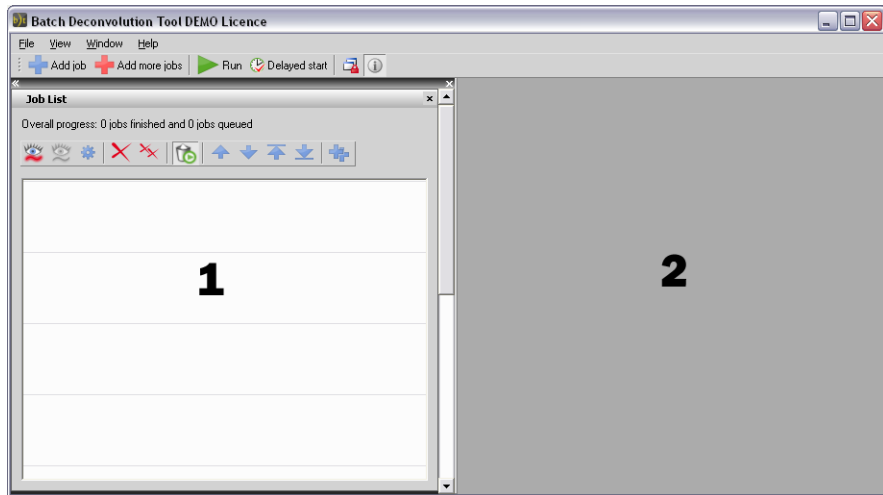 Batch Deconvolution Tool DEMO Licence
File View Window Help
Add job Add more jobs Run Delayed start
Job List
Overall progress: 0 jobs finished and 0 jobs queued
1
2